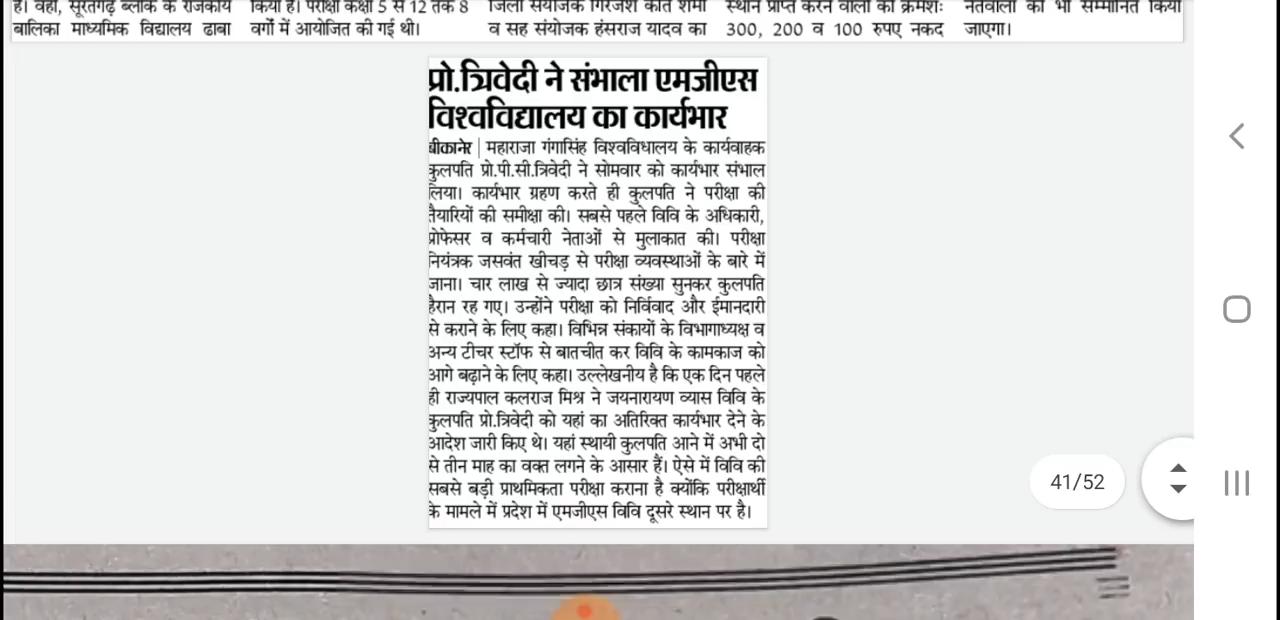 है। वहीं, सूरतगढ़ ब्लॉक के राजकीय
बालिका माध्यमिक विद्यालय ढाबा
किया है। परीक्षा कक्षा 5 से 12 तक 8
वर्गों में आयोजित की गई थी।
जिला संयोजक गिरजेश कांत शर्मा
व सह संयोजक हंसराज यादव का
स्थान प्राप्त करने वालों को क्रमशः
300, 200 व 100 रुपए नकद
को भी सम्मानित किया
जाएगा।
प्रो.त्रिवेदी ने संभाला एमजीएस
विश्वविद्यालय का कार्यभार
बीकानेर | महाराजा गंगासिंह विश्वविधालय के कार्यवाहक
कुलपति प्रो.पी.सी.त्रिवेदी ने सोमवार को कार्यभार संभाल
लिया। कार्यभार ग्रहण करते ही कुलपति ने परीक्षा की
तैयारियों की समीक्षा की। सबसे पहले विवि के अधिकारी,
प्रोफेसर व कर्मचारी नेताओं से मुलाकात की। परीक्षा
नियंत्रक जसवंत खीचड़ से परीक्षा व्यवस्थाओं के बारे में
जाना। चार लाख से ज्यादा छात्र संख्या सुनकर कुलपति
हैरान रह गए। उन्होंने परीक्षा को निर्विवाद और ईमानदारी
से कराने के लिए कहा। विभिन्न संकायों के विभागाध्यक्ष व
अन्य टीचर स्टॉफ से बातचीत कर विवि के कामकाज को
आगे बढ़ाने के लिए कहा। उल्लेखनीय है कि एक दिन पहले
ही राज्यपाल कलराज मिश्र ने जयनारायण व्यास विवि के
कुलपति प्रो.त्रिवेदी को यहां का अतिरिक्त कार्यभार देने के
आदेश जारी किए थे। यहां स्थायी कुलपति आने में अभी दो
से तीन माह का वक्त लगने के आसार हैं। ऐसे में विवि की
सबसे बड़ी प्राथमिकता परीक्षा कराना है क्योंकि परीक्षार्थी
के मामले में प्रदेश में एमजीएस विवि दूसरे स्थान पर है।
41/52